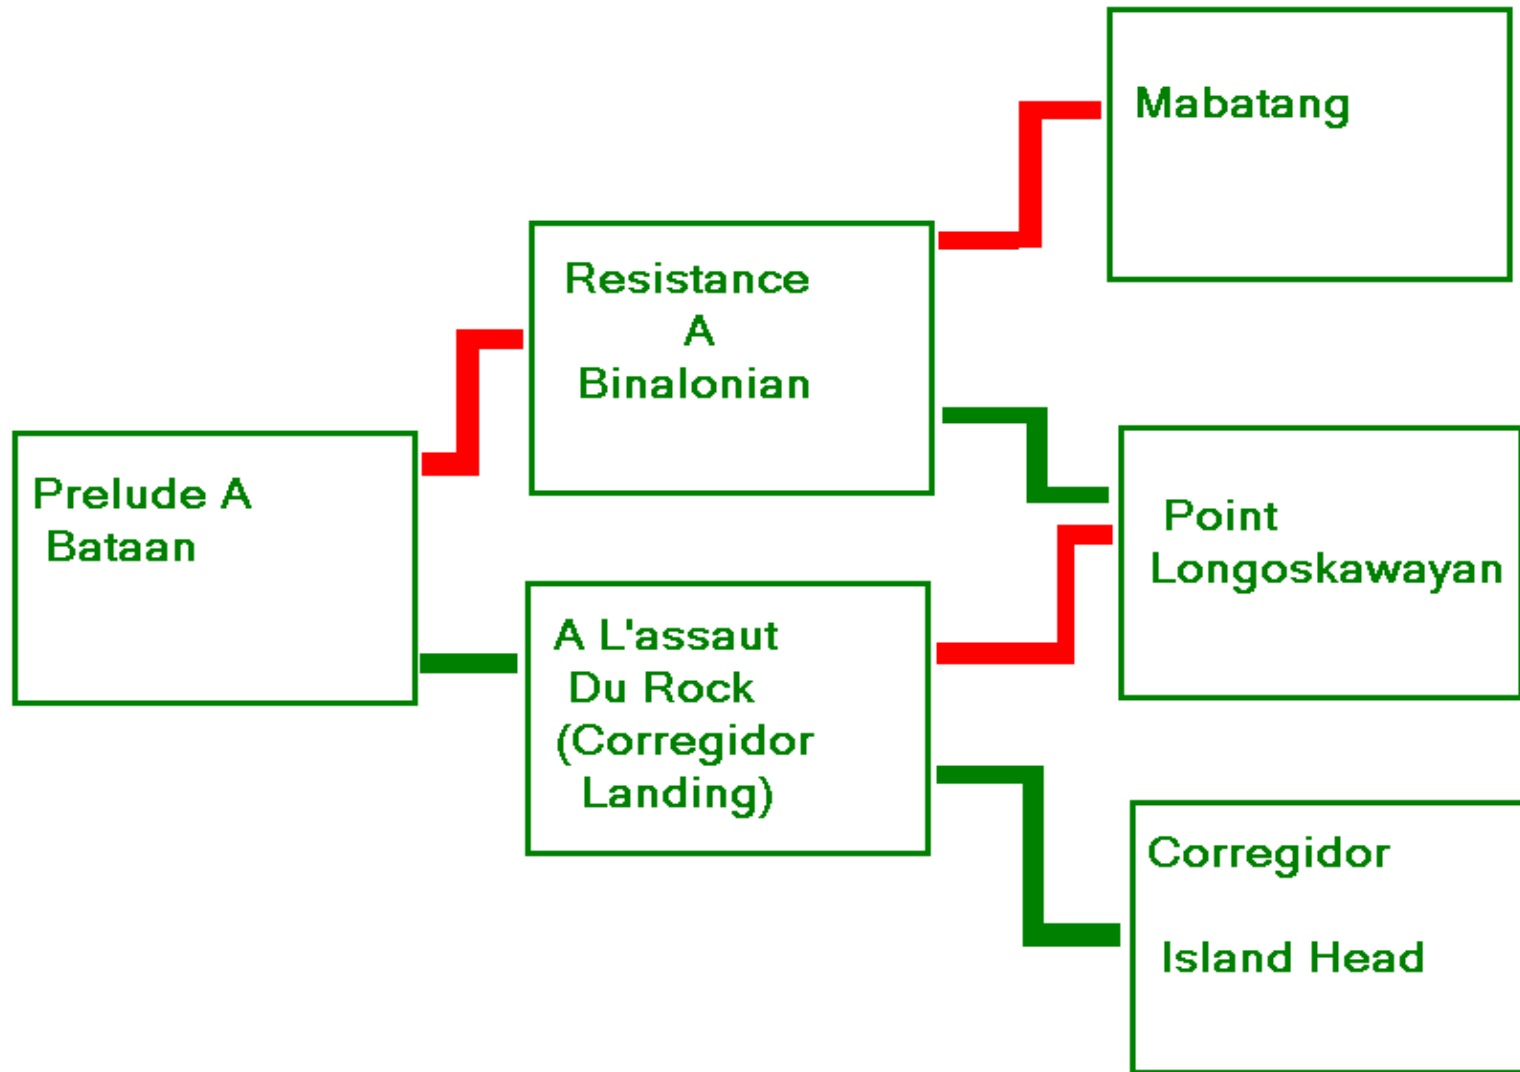 Prelude A
Bataan
Resistance
A
Binalonian
A L'assaut
Du Rock
(Corregidor
Landing)
Mabatang
Point
Longoskawayan
Corregidor
Island Head